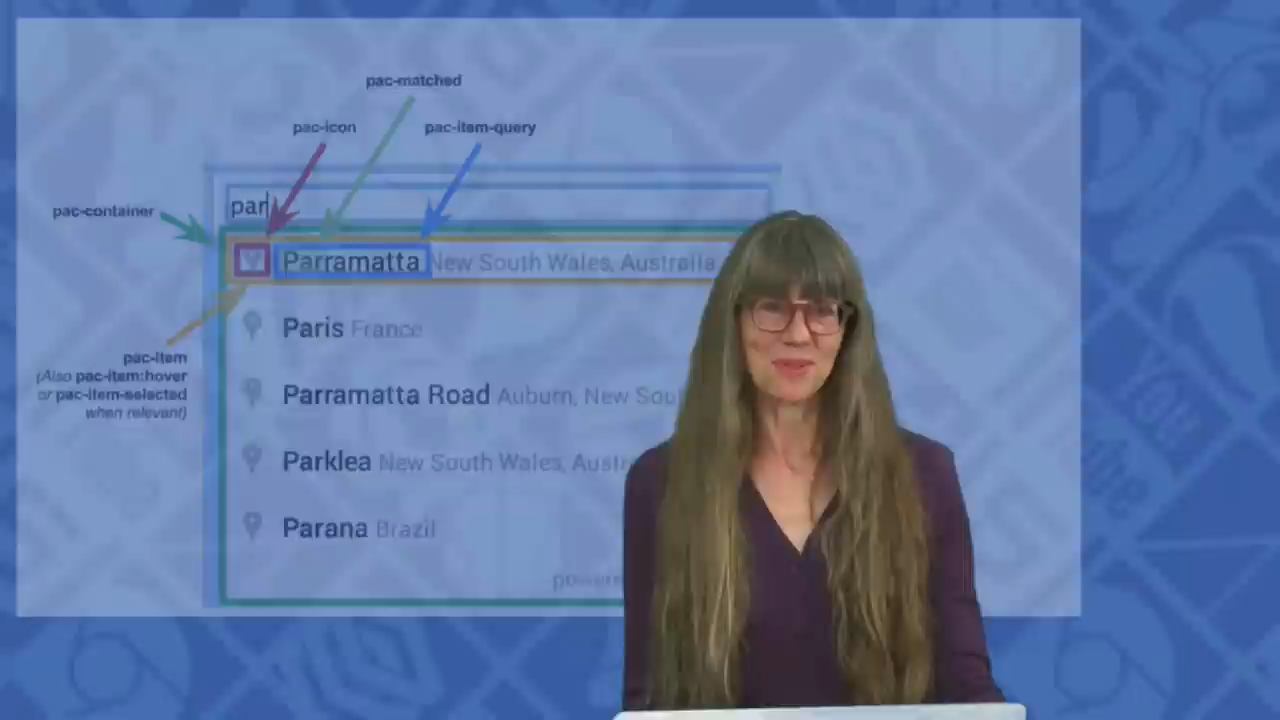 pac-matched
pac-icon
pac-item-query
pac-container
par
Parramatta New South Wales, Australia
Paris France
pac-item
(Also pac-item:hover
or pac-item-selected
when relevant)
Parramatta Road Auburn, New Sou
Parklea New South Wales, Austr
Parana Brazil
power